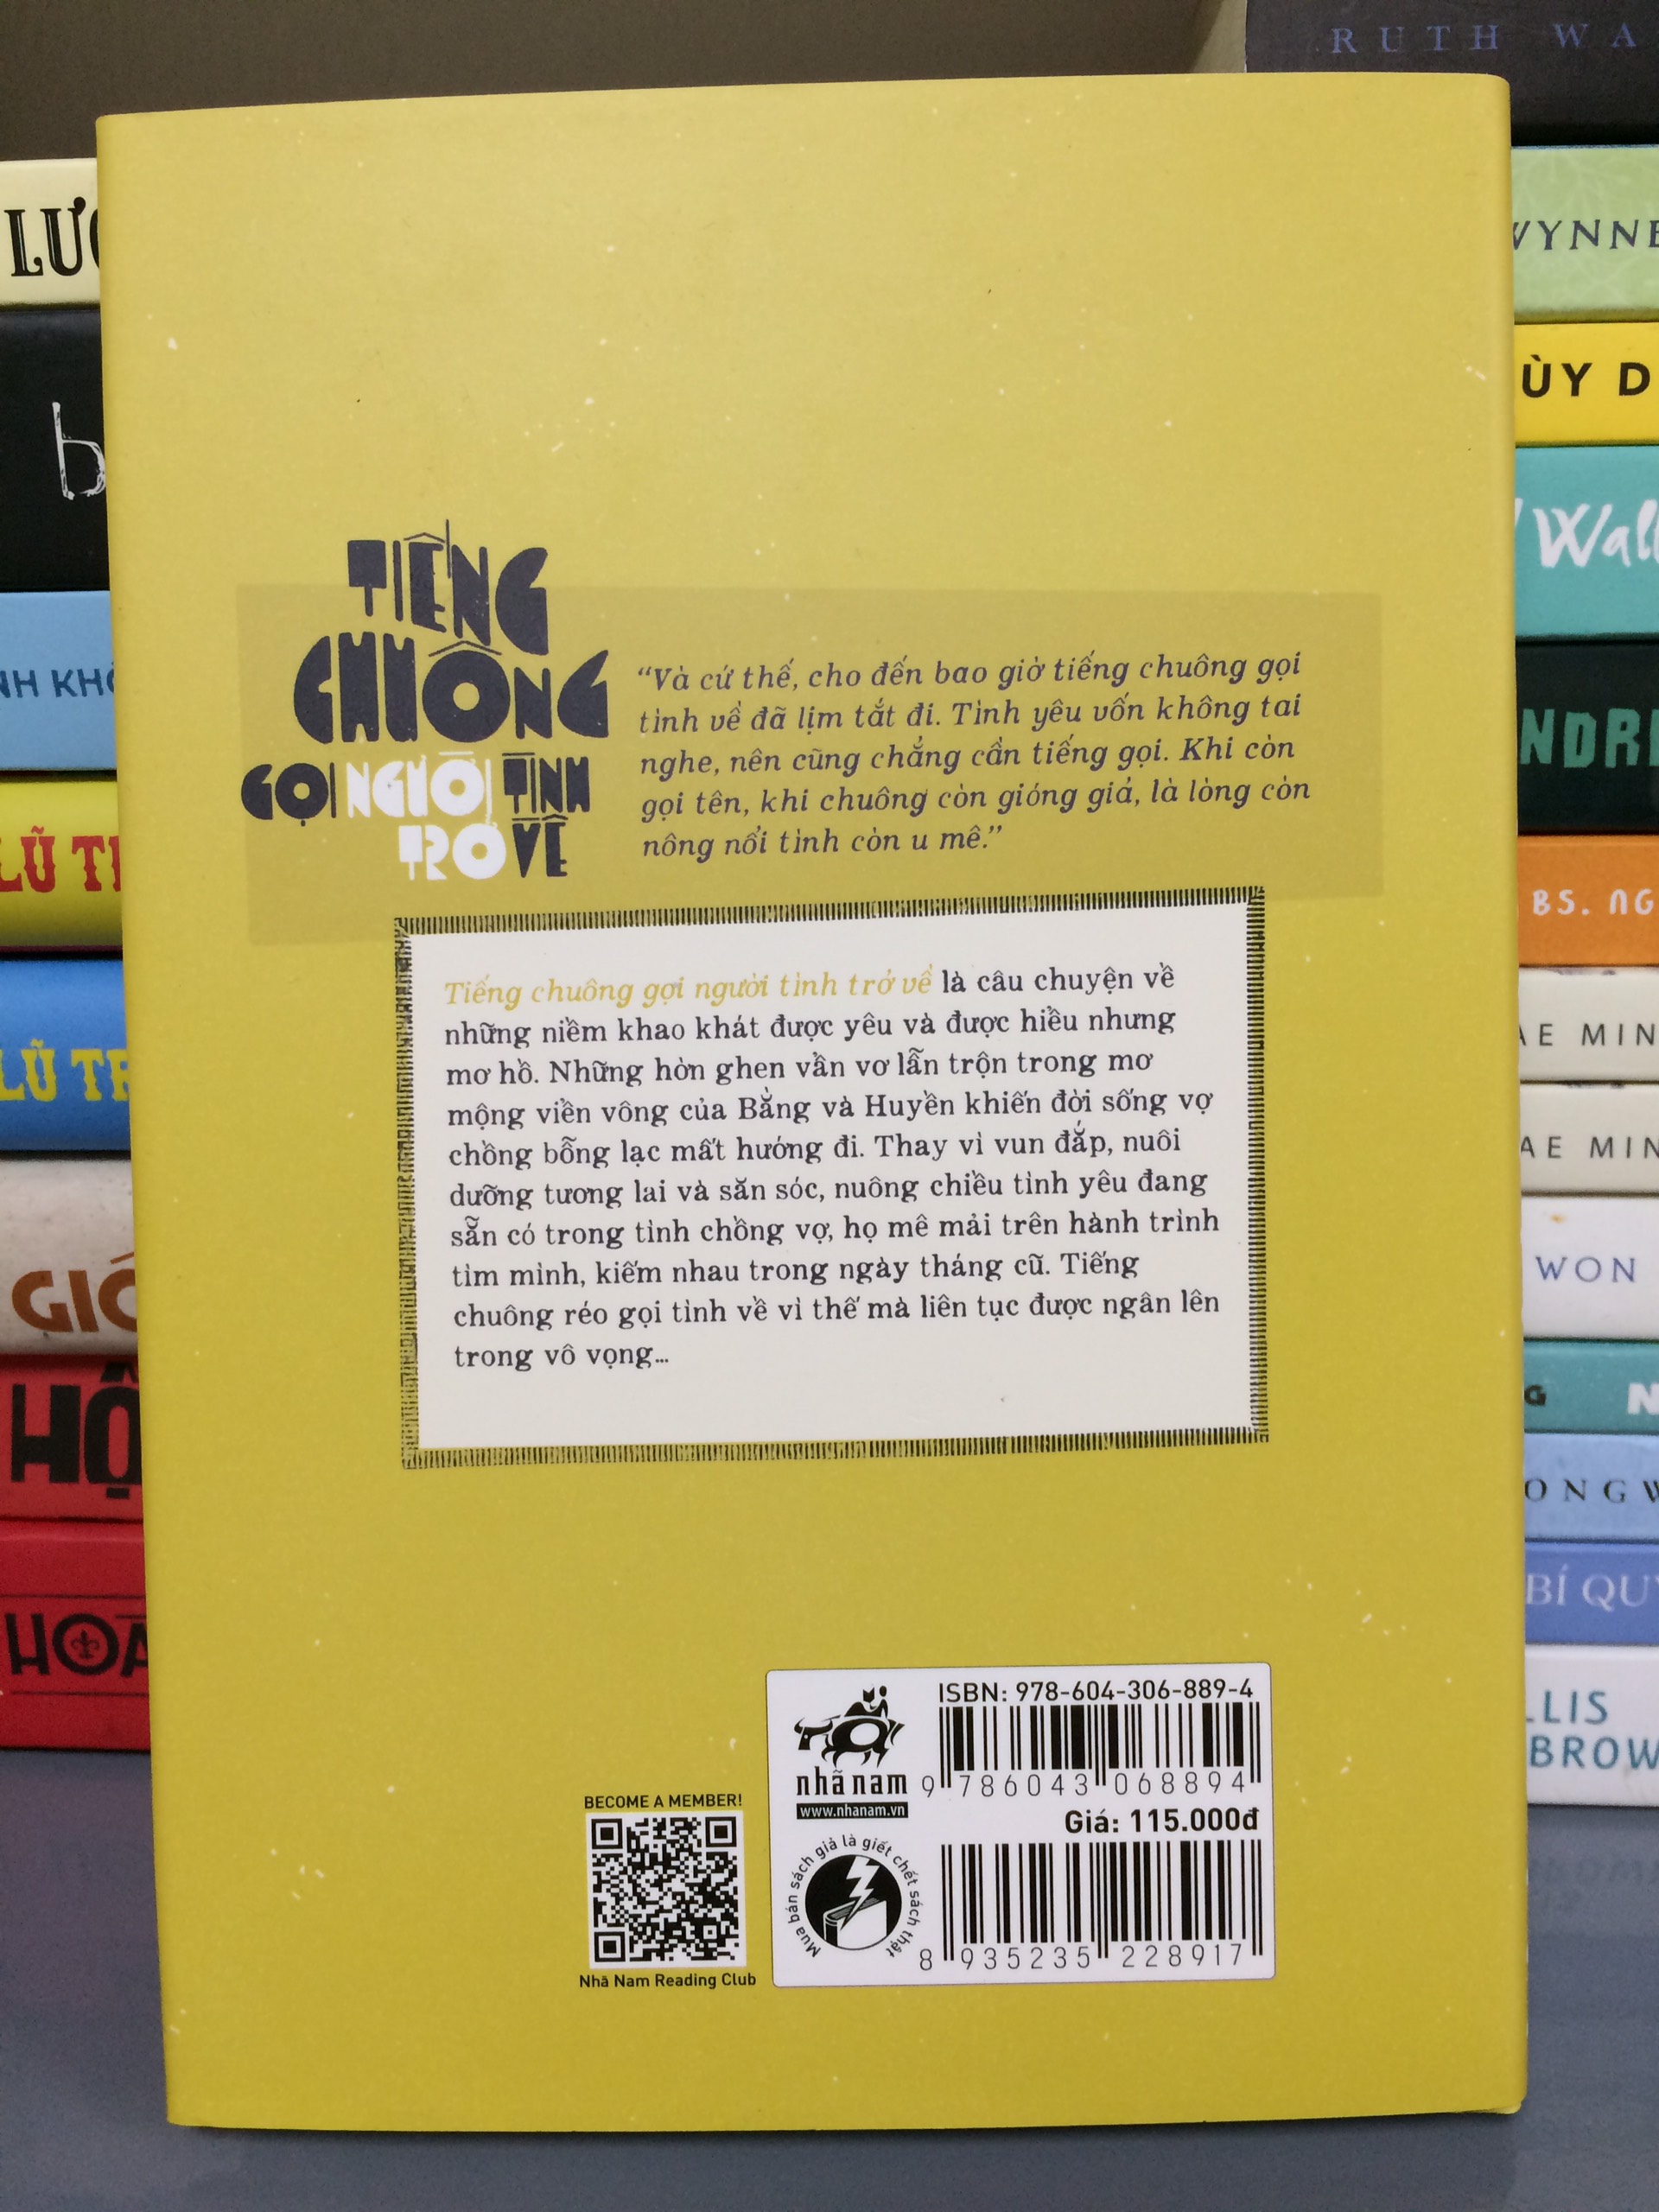 RUTH WA
LƯƠ
WYNNE
ÙY D
b
Wall
NH KHÔ
NDRE
LŨ TR
BS. NG
LŨ TR
AE MIN
AE MIN
GIÓ
WON
HỘ
G N
ONGW
BÍ QUY
HOA
LLIS
BROW
TIẾNG
CHUÔNG
GỌI NGƯỜI TÌNH
TRỞ VỀ
“Và cứ thế, cho đến bao giờ tiếng chuông gọi
tình về đã lịm tắt đi. Tình yêu vốn không tai
nghe, nên cũng chẳng cần tiếng gọi. Khi còn
gọi tên, khi chuông còn gióng giả, là lòng còn
nông nổi tình còn u mê.”
Tiếng chuông gọi người tình trở về là câu chuyện về
những niềm khao khát được yêu và được hiểu nhưng
mơ hồ. Những hờn ghen vẩn vơ lẫn trộn trong mơ
mộng viển vông của Bằng và Huyền khiến đời sống vợ
chồng bỗng lạc mất hướng đi. Thay vì vun đắp, nuôi
dưỡng tương lai và săn sóc, nuông chiều tình yêu đang
sẵn có trong tình chồng vợ, họ mê mải trên hành trình
tìm mình, kiếm nhau trong ngày tháng cũ. Tiếng
chuông réo gọi tình về vì thế mà liên tục được ngân lên
trong vô vọng...
ISBN: 978-604-306-889-4
nhã nam
www.nhanam.vn
9 786043 068894
Giá: 115.000đ
Mua bán sách giả là giết chết sách thật
8 935235 228917
BECOME A MEMBER!
Nhã Nam Reading Club